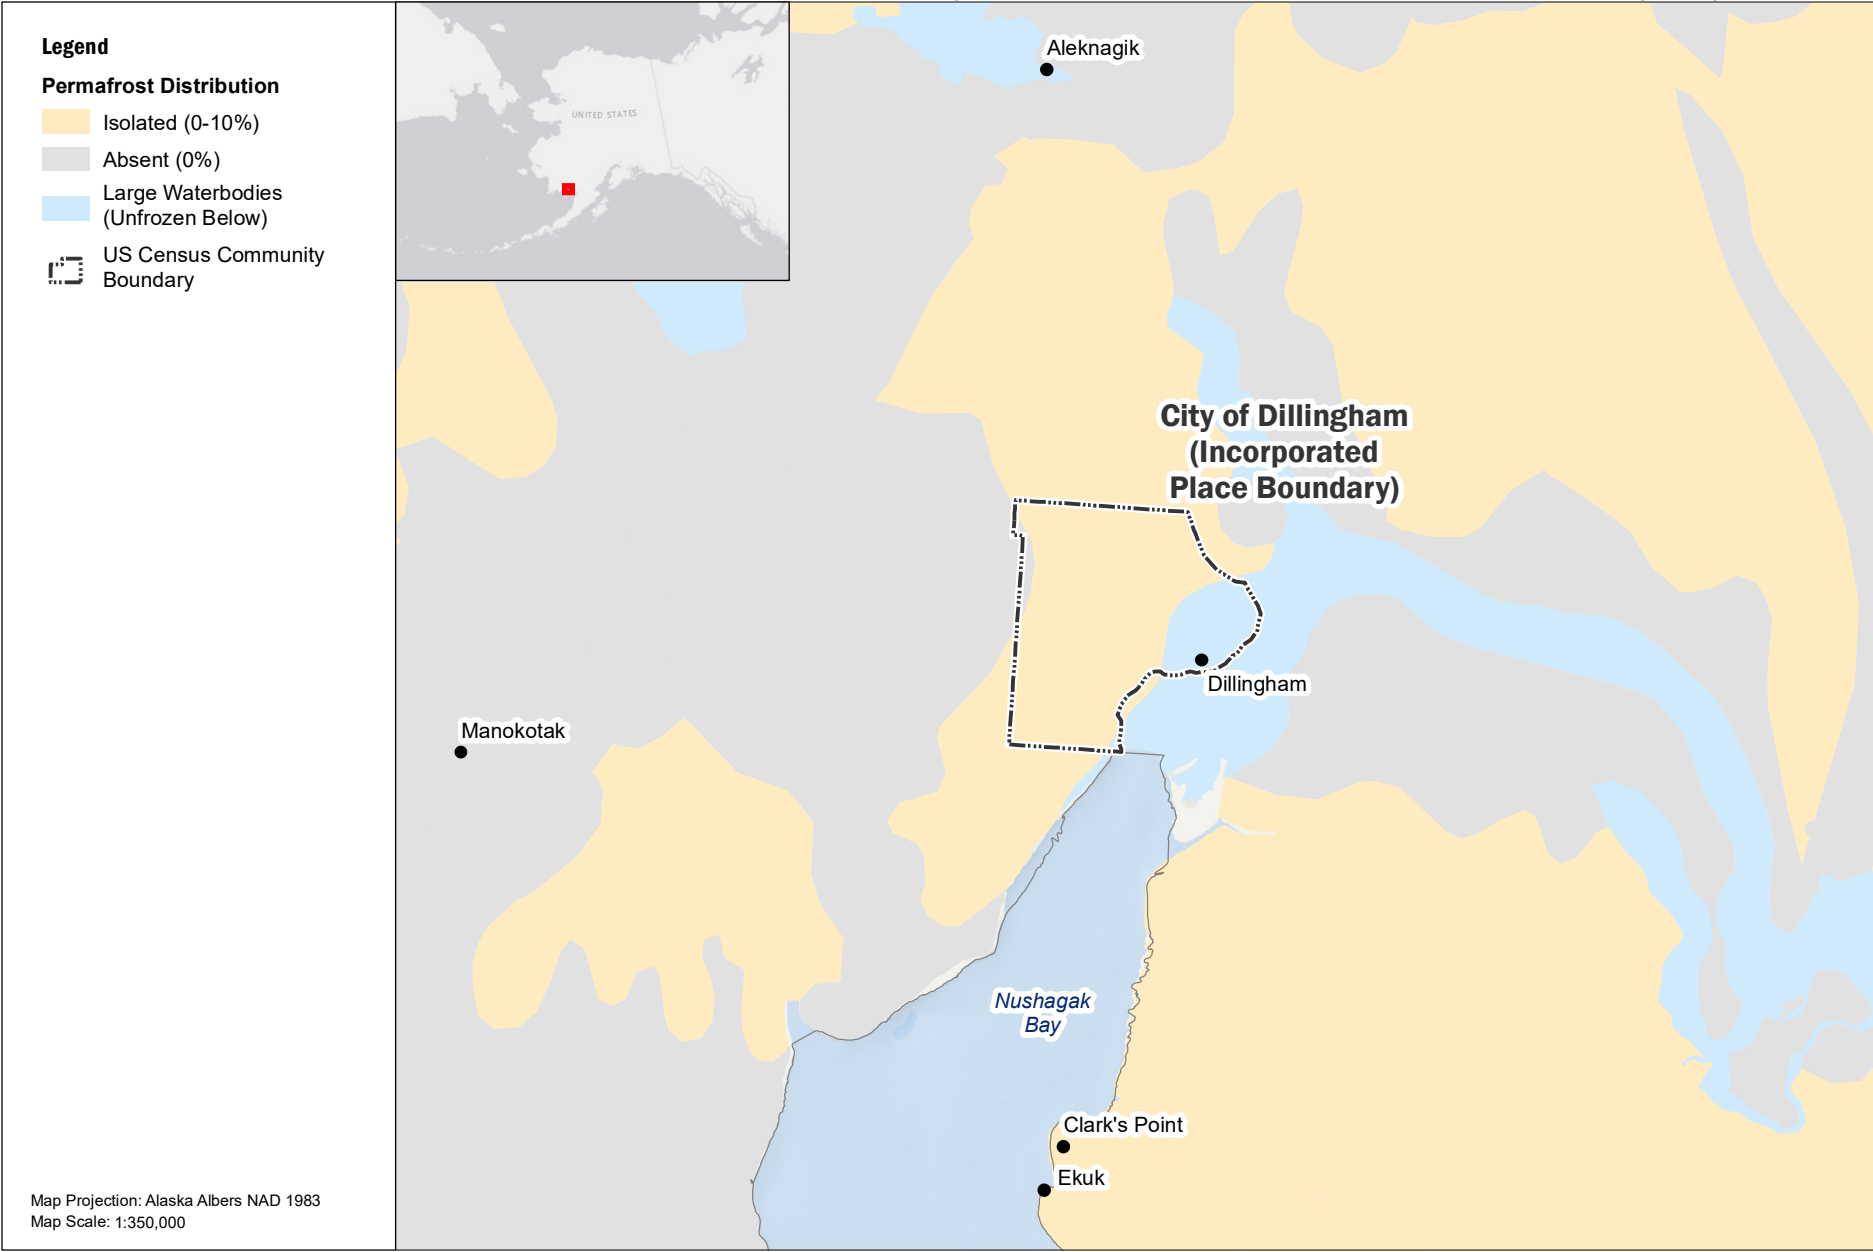 Legend
Permafrost Distribution
Isolated (0-10%)
Absent (0%)
Large Waterbodies
(Unfrozen Below)
US Census Community
Boundary
Map Projection: Alaska Albers NAD 1983
Map Scale: 1:350,000
UNITED STATES
Aleknagik
City of Dillingham
(Incorporated
Place Boundary)
Dillingham
Manokotak
Nushagak
Bay
Clark's Point
Ekuk